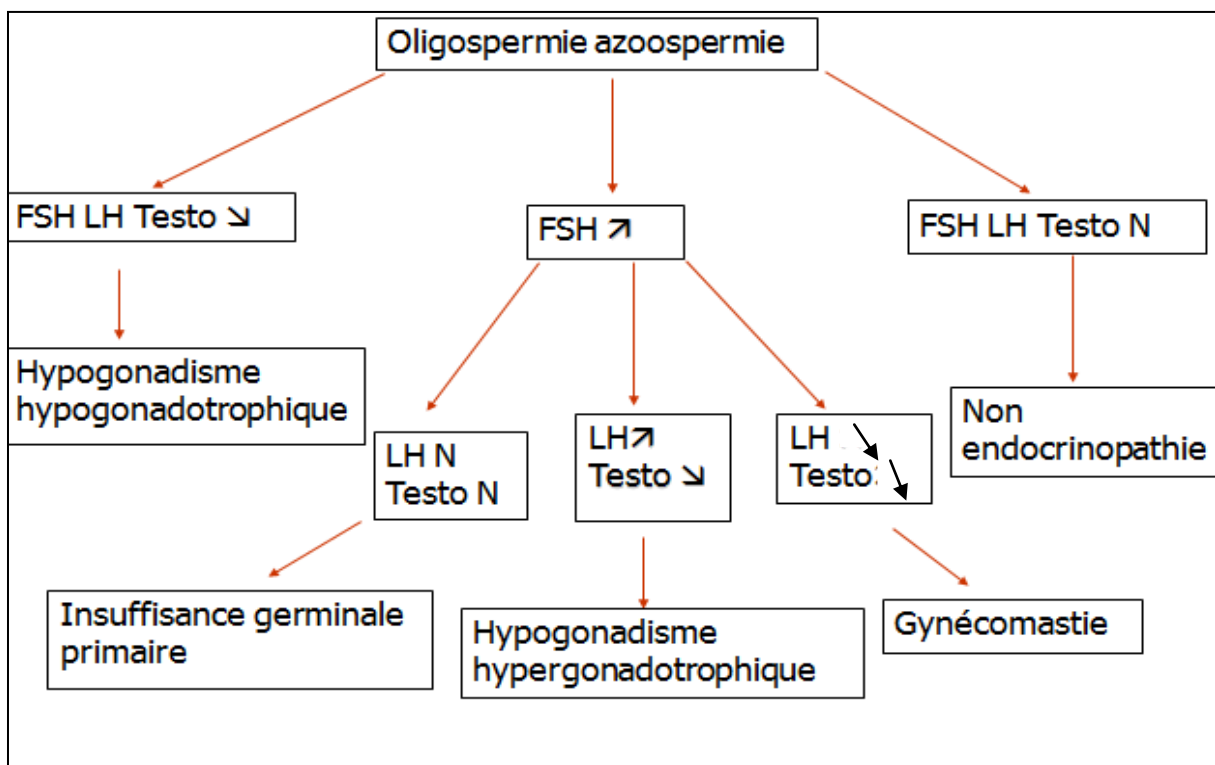 Oligospermie azoospermie
FSH LH Testo ↘
FSH ↗
FSH LH Testo N
Hypogonadisme
hypogonadotrophique
LH N
Testo N
LH↗
Testo ↘
LH ↘
Testo ↘
Non
endocrinopathie
Insuffisance germinale
primaire
Hypogonadisme
hypergonadotrophique
Gynécomastie